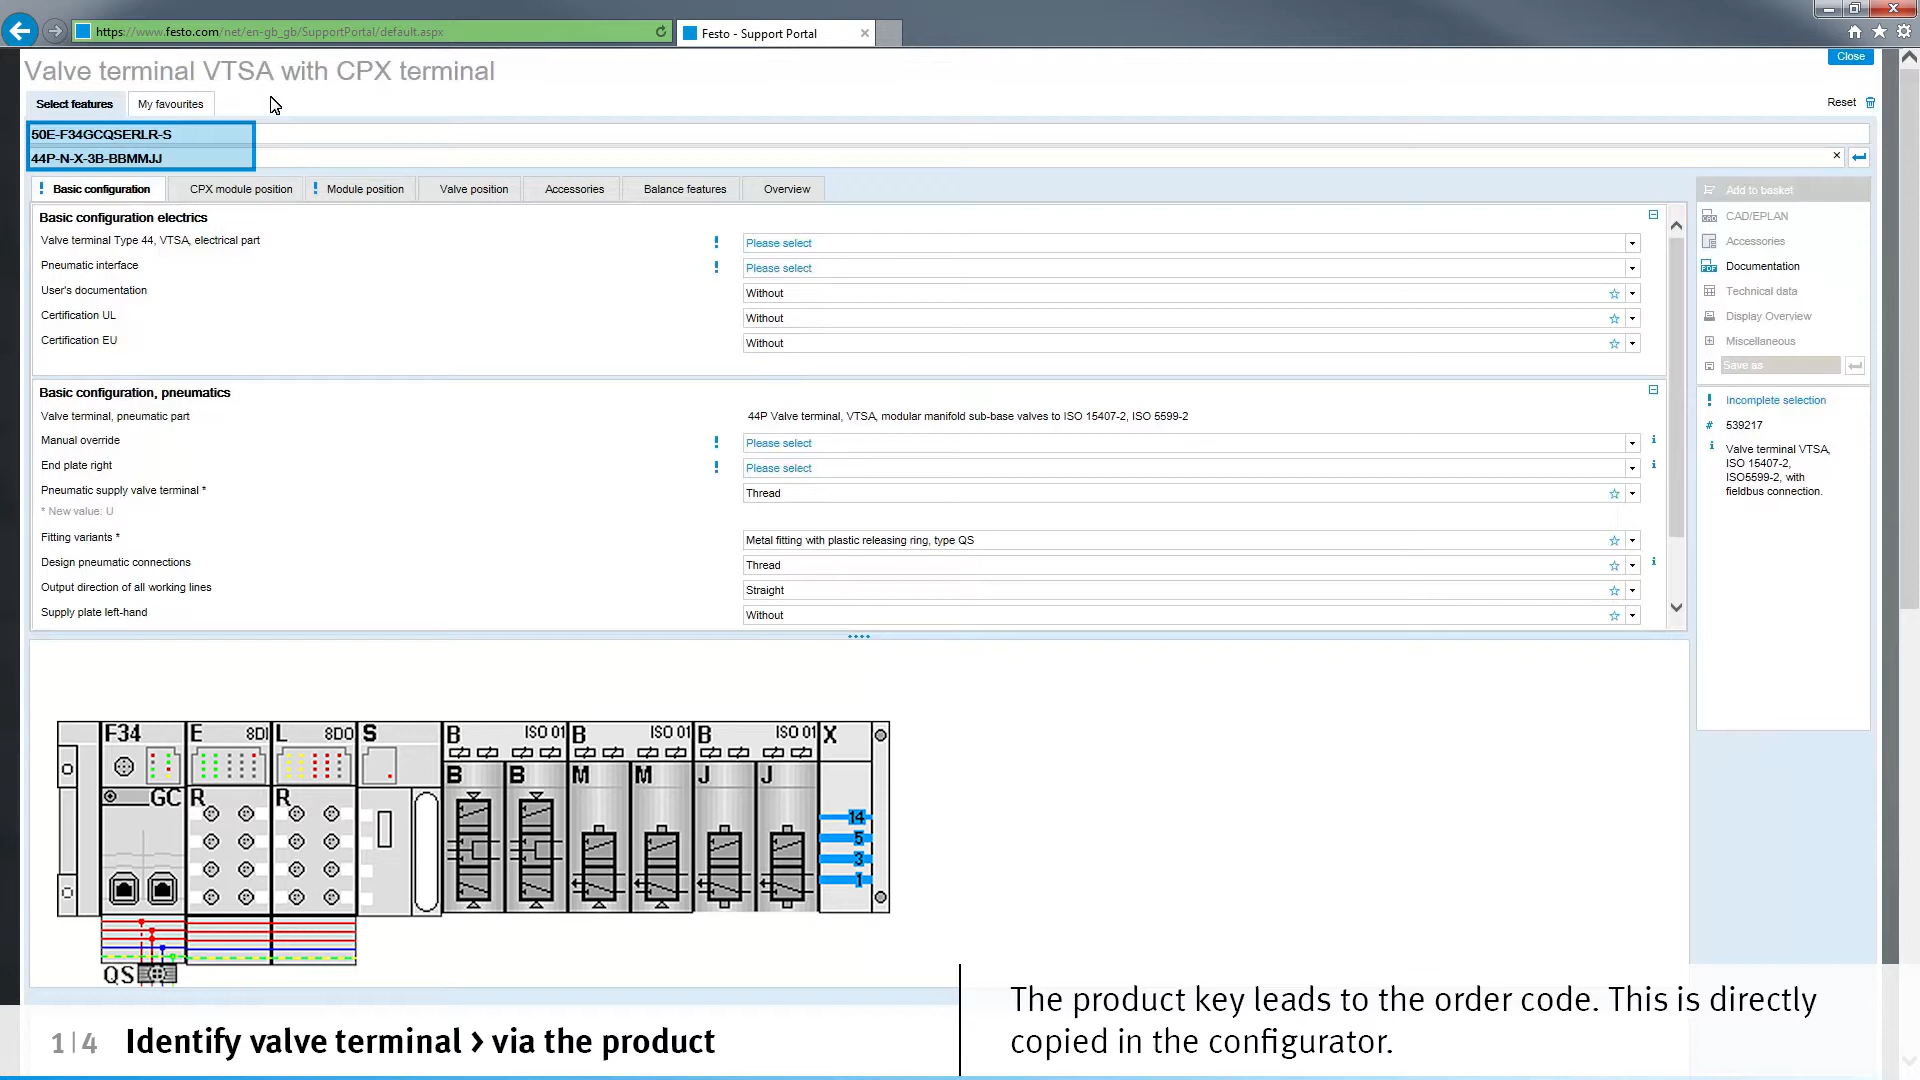 https://www.festo.com/net/en-gb_gb/SupportPortal/default.aspx
Festo - Support Portal
Close
Valve terminal VTSA with CPX terminal
Select features
My favourites
Reset
50E-F34GCQSERLR-S
44P-N-X-3B-BBMMJJ
Basic configuration
CPX module position
Module position
Valve position
Accessories
Balance features
Overview
Basic configuration electrics
Valve terminal Type 44, VTSA, electrical part
Please select
Pneumatic interface
Please select
User's documentation
Without
Certification UL
Without
Certification EU
Without
Basic configuration, pneumatics
Valve terminal, pneumatic part
44P Valve terminal, VTSA, modular manifold sub-base valves to ISO 15407-2, ISO 5599-2
Manual override
Please select
End plate right
Please select
Pneumatic supply valve terminal *
Thread
* New value: U
Fitting variants *
Metal fitting with plastic releasing ring, type QS
Design pneumatic connections
Thread
Output direction of all working lines
Straight
Supply plate left-hand
Without
Add to basket
CAD/EPLAN
Accessories
Documentation
Technical data
Display Overview
Miscellaneous
Save as
Incomplete selection
# 539217
Valve terminal VTSA,
ISO 15407-2,
ISO5599-2, with
fieldbus connection.
F34 E 8DI L 8DO S B ISO 01 B ISO 01 B ISO 01 X
B B M M J J
GC R R
14
5
3
1
QS
1|4 Identify valve terminal > via the product
The product key leads to the order code. This is directly
copied in the configurator.